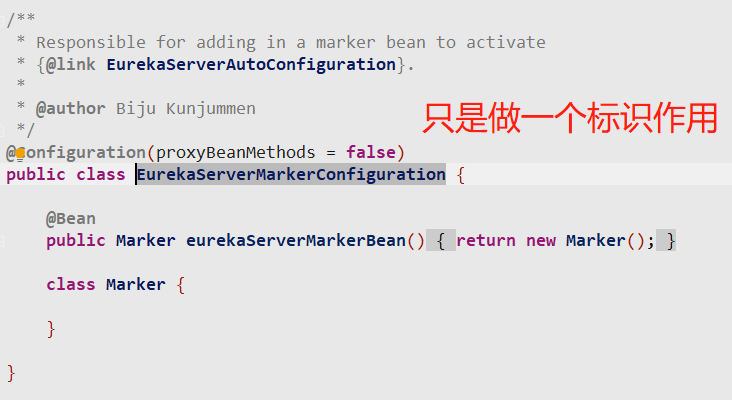 /**
 * Responsible for adding in a marker bean to activate
 * {@link EurekaServerAutoConfiguration}.
 *
 * @author Biju Kunjummen
只是做一个标识作用
 */
@Configuration(proxyBeanMethods = false)
public class EurekaServerMarkerConfiguration {
    @Bean
    public Marker eurekaServerMarkerBean() { return new Marker(); }
    class Marker {
    }
}